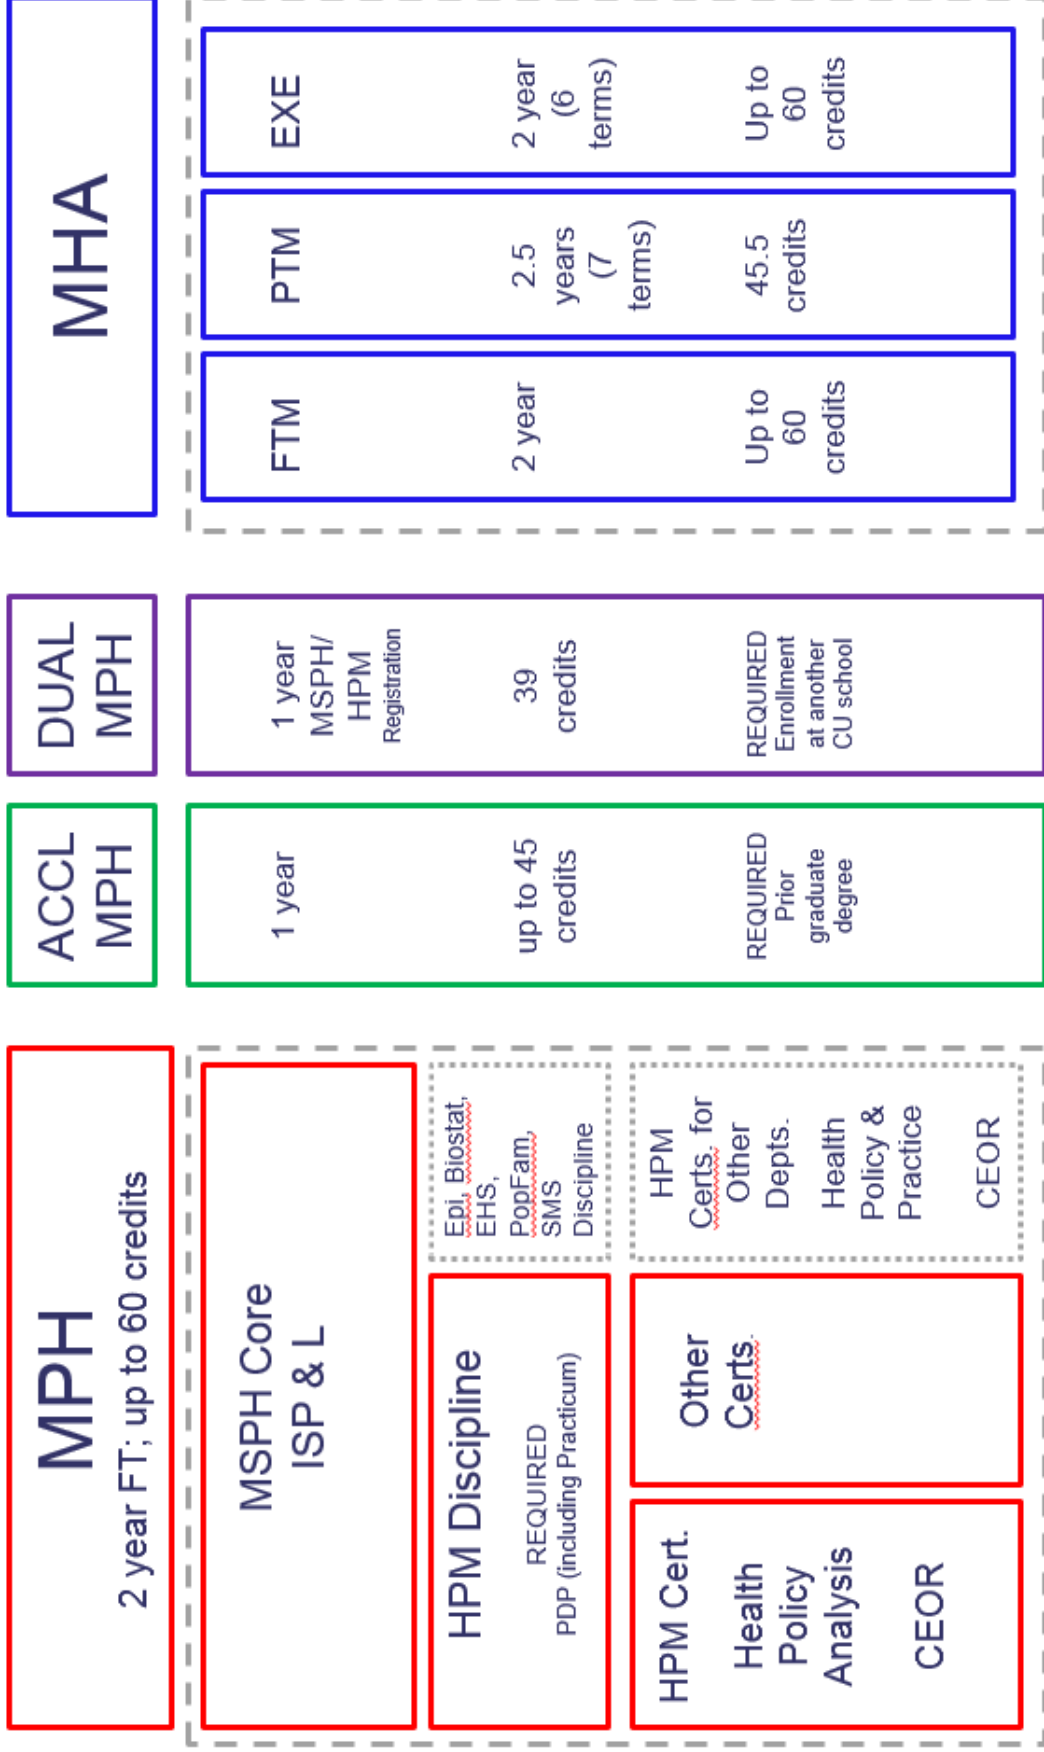 MPH
2 year FT; up to 60 credits
MSPH Core
ISP & L
HPM Discipline
REQUIRED
PDP (including Practicum)
Epi, Biostat,
EHS,
PopFam,
SMS
Discipline
HPM Cert.
Health
Policy
Analysis
CEOR
Other
Certs.
HPM
Certs. for
Other
Depts.
Health
Policy &
Practice
CEOR
ACCL
MPH
1 year
up to 45
credits
REQUIRED
Prior
graduate
degree
DUAL
MPH
1 year
MSPH/
HPM
Registration
39
credits
REQUIRED
Enrollment
at another
CU school
MHA
FTM
2 year
Up to
60
credits
PTM
2.5
years
(7
terms)
45.5
credits
EXE
2 year
(6
terms)
Up to
60
credits